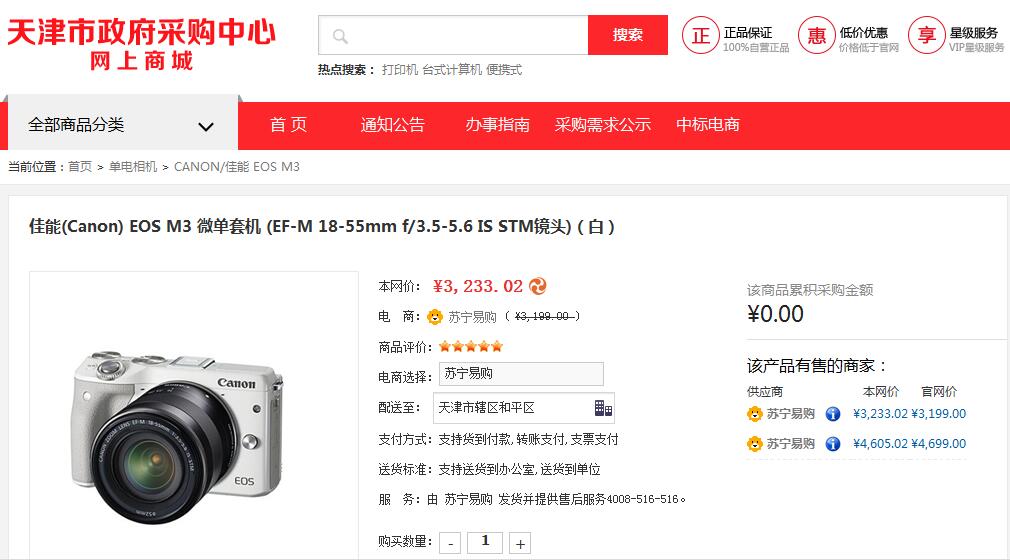 天津市政府采购中心
网上商城
搜索
热点搜索： 打印机 台式计算机 便携式
正 正品保证 100%自营正品
惠 低价优惠 价格低于官网
享 星级服务 VIP星级服务
全部商品分类 首 页 通知公告 办事指南 采购需求公示 中标电商
当前位置：首页 > 单电相机 > CANON/佳能 EOS M3
佳能(Canon) EOS M3 微单套机 (EF-M 18-55mm f/3.5-5.6 IS STM镜头) ( 白 )
Canon
EOS
CANON ZOOM LENS EF-M 18-55mm 1:3.5-5.6 IS STM
本网价： ¥3,233.02
电 商： 苏宁易购 ( ¥3,199.00 )
商品评价：
电商选择： 苏宁易购
配送至： 天津市辖区和平区
支付方式：支持货到付款,转账支付,支票支付
送货标准：支持送货到办公室,送货到单位
服 务：由 苏宁易购 发货并提供售后服务4008-516-516。
购买数量： - 1 +
该商品累积采购金额
¥0.00
该产品有售的商家：
供应商 本网价 官网价
苏宁易购 ¥3,233.02 ¥3,199.00
苏宁易购 ¥4,605.02 ¥4,699.00